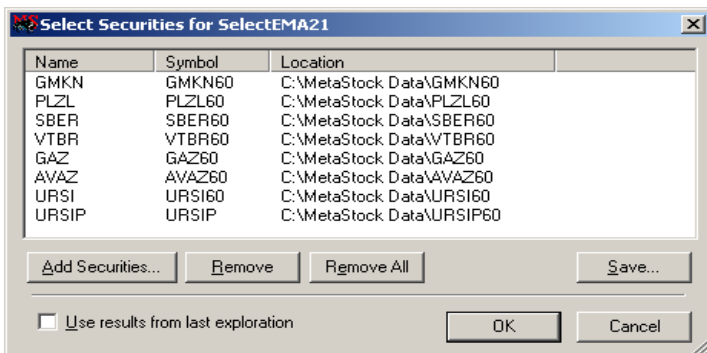 Select Securities for SelectEMA21
Name Symbol Location
GMKN GMKN60 C:\MetaStock Data\GMKN60
PLZL PLZL60 C:\MetaStock Data\PLZL60
SBER SBER60 C:\MetaStock Data\SBER60
VTBR VTBR60 C:\MetaStock Data\VTBR60
GAZ GAZ60 C:\MetaStock Data\GAZ60
AVAZ AVAZ60 C:\MetaStock Data\AVAZ60
URSI URSI60 C:\MetaStock Data\URSI60
URSIP URSIP C:\MetaStock Data\URSIP60
Add Securities... Remove Remove All Save...
Use results from last exploration OK Cancel